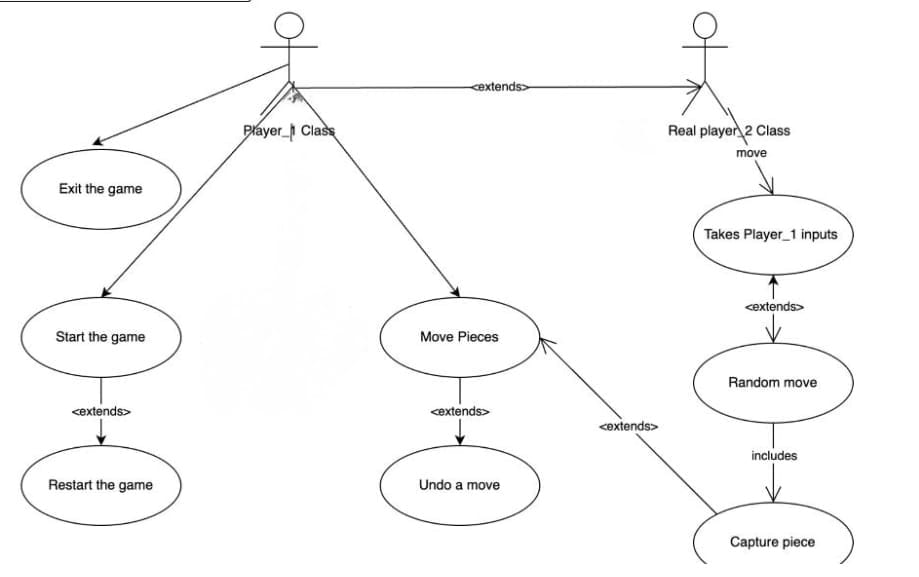 <extends>
Player_1 Class
Real player_2 Class
move
Exit the game
Takes Player_1 inputs
<extends>
Start the game
Move Pieces
Random move
<extends>
<extends>
<extends>
includes
Restart the game
Undo a move
Capture piece